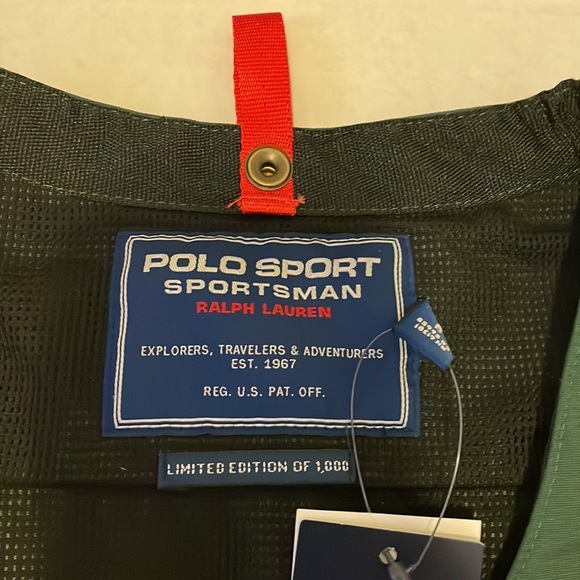 POLO SPORT
SPORTSMAN
RALPH LAUREN
EXPLORERS, TRAVELERS & ADVENTURERS
EST. 1967
REG. U.S. PAT. OFF.
LIMITED EDITION OF 1,000